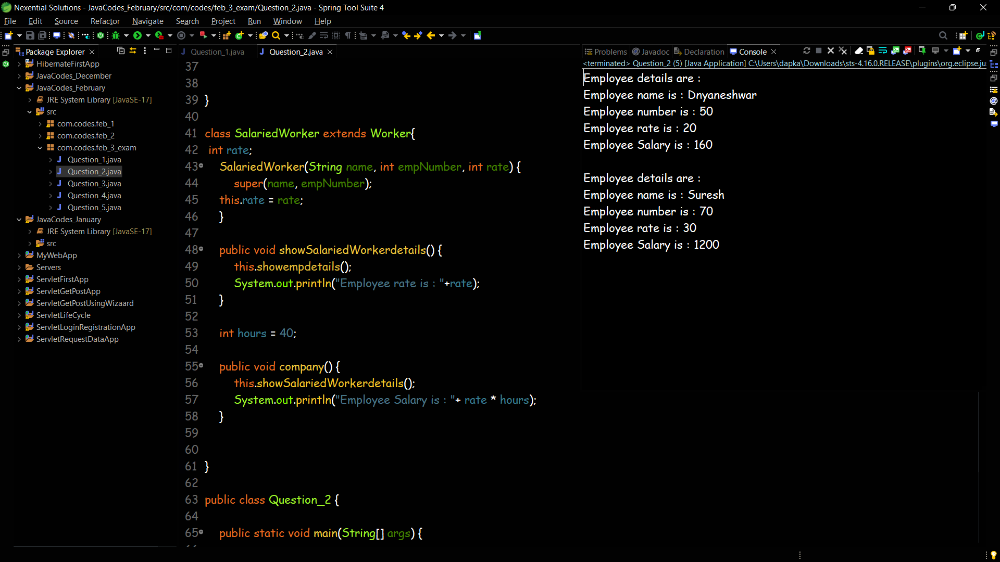 Nexential Solutions - JavaCodes_February/src/com/codes/feb_3_exam/Question_2.java - Spring Tool Suite 4
File Edit Source Refactor Navigate Search Project Run Window Help
Package Explorer
HibernateFirstApp
JavaCodes_December
JavaCodes_February
JRE System Library [JavaSE-17]
src
com.codes.feb_1
com.codes.feb_2
com.codes.feb_3_exam
Question_1.java
Question_2.java
Question_3.java
Question_4.java
Question_5.java
JavaCodes_January
JRE System Library [JavaSE-17]
src
MyWebApp
Servers
ServletFirstApp
ServletGetPostApp
ServletGetPostUsingWizaard
ServletLifeCycle
ServletLoginRegistrationApp
ServletRequestDataApp
Question_1.java Question_2.java
37
38
39 }
40
41 class SalariedWorker extends Worker{
42 int rate;
43 SalariedWorker(String name, int empNumber, int rate) {
44 super(name, empNumber);
45 this.rate = rate;
46 }
47
48 public void showSalariedWorkerdetails() {
49 this.showempdetails();
50 System.out.println("Employee rate is : "+rate);
51 }
52
53 int hours = 40;
54
55 public void company() {
56 this.showSalariedWorkerdetails();
57 System.out.println("Employee Salary is : "+ rate * hours);
58 }
59
60
61 }
62
63 public class Question_2 {
64
65 public static void main(String[] args) {
Problems @ Javadoc Declaration Console
<terminated> Question_2 (5) [Java Application] C:\Users\dapka\Downloads\sts-4.16.0.RELEASE\plugins\org.eclipse.ju
Employee details are :
Employee name is : Dnyaneshwar
Employee number is : 50
Employee rate is : 20
Employee Salary is : 160
Employee details are :
Employee name is : Suresh
Employee number is : 70
Employee rate is : 30
Employee Salary is : 1200